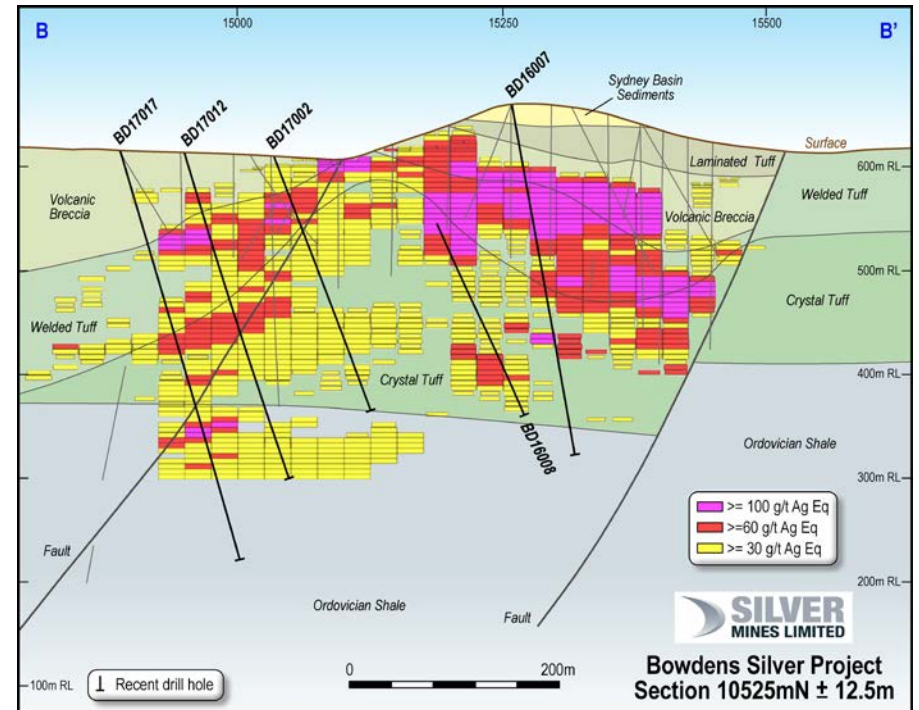 15000
15250
15500
B
B'
BD17017
BD17012
BD17002
BD16007
Sydney Basin
Sediments
Surface
600m RL
Laminated Tuff
Welded Tuff
Volcanic
Breccia
Volcanic Breccia
500m RL
Crystal Tuff
Welded Tuff
400m RL
Crystal Tuff
BD16008
Ordovician Shale
300m RL
>= 100 g/t Ag Eq
>=60 g/t Ag Eq
>= 30 g/t Ag Eq
Fault
200m RL
Ordovician Shale
Fault
SILVER
MINES LIMITED
0
200m
Bowdens Silver Project
Section 10525mN ± 12.5m
100m RL
Recent drill hole